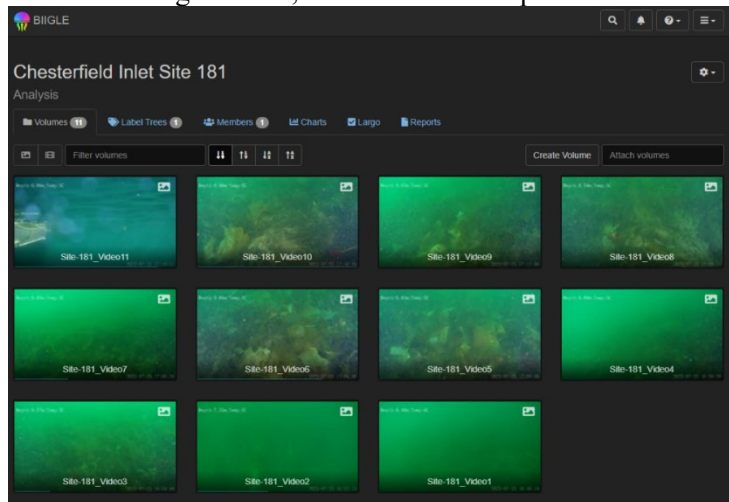 BIIGLE
Chesterfield Inlet Site 181
Analysis
Volumes 11 Label Trees 1 Members 1 Charts Largo Reports
Filter volumes Create Volume Attach volumes
Site-181_Video11 Site-181_Video10 Site-181_Video9 Site-181_Video8
Site-181_Video7 Site-181_Video6 Site-181_Video5 Site-181_Video4
Site-181_Video3 Site-181_Video2 Site-181_Video1